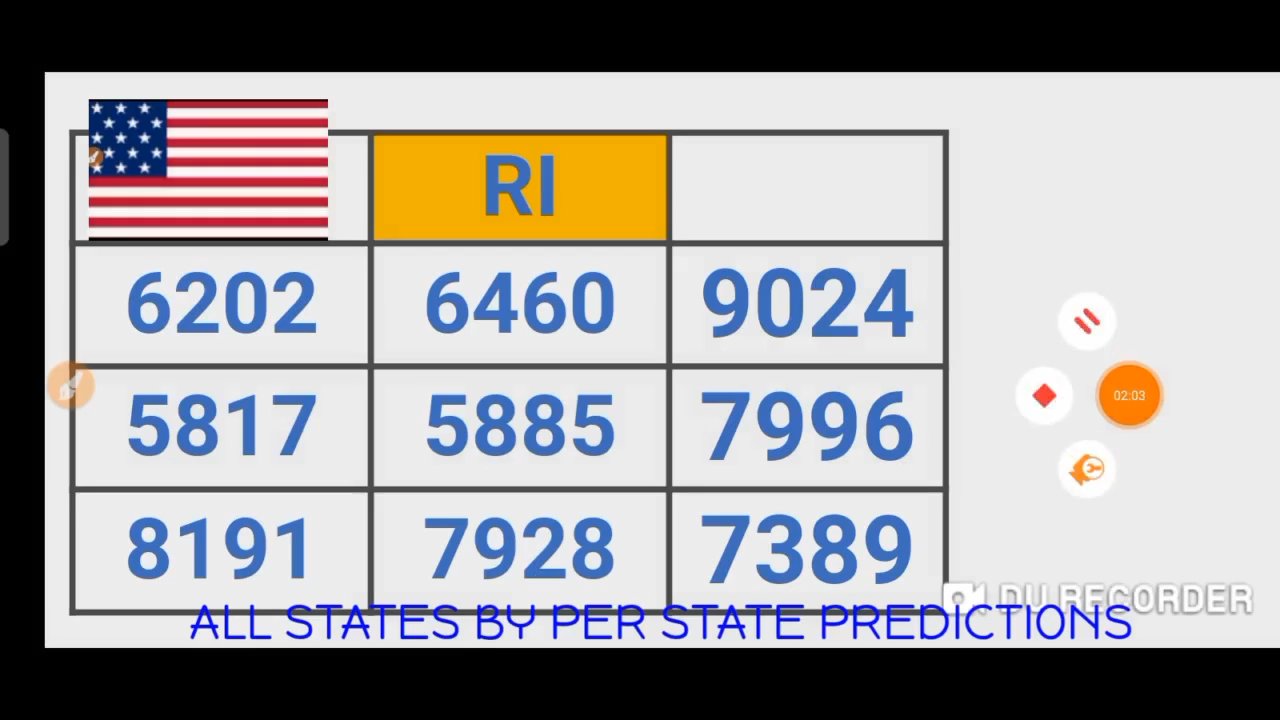 RI
6202 6460 9024
5817 5885 7996
02:03
8191 7928 7389
DU RECORDER
ALL STATES BY PER STATE PREDICTIONS